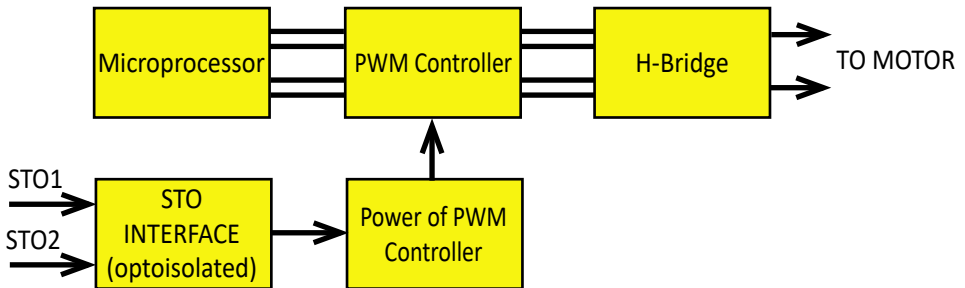 Microprocessor
PWM Controller
H-Bridge
TO MOTOR
STO1
STO2
STO
INTERFACE
(optoisolated)
Power of PWM
Controller